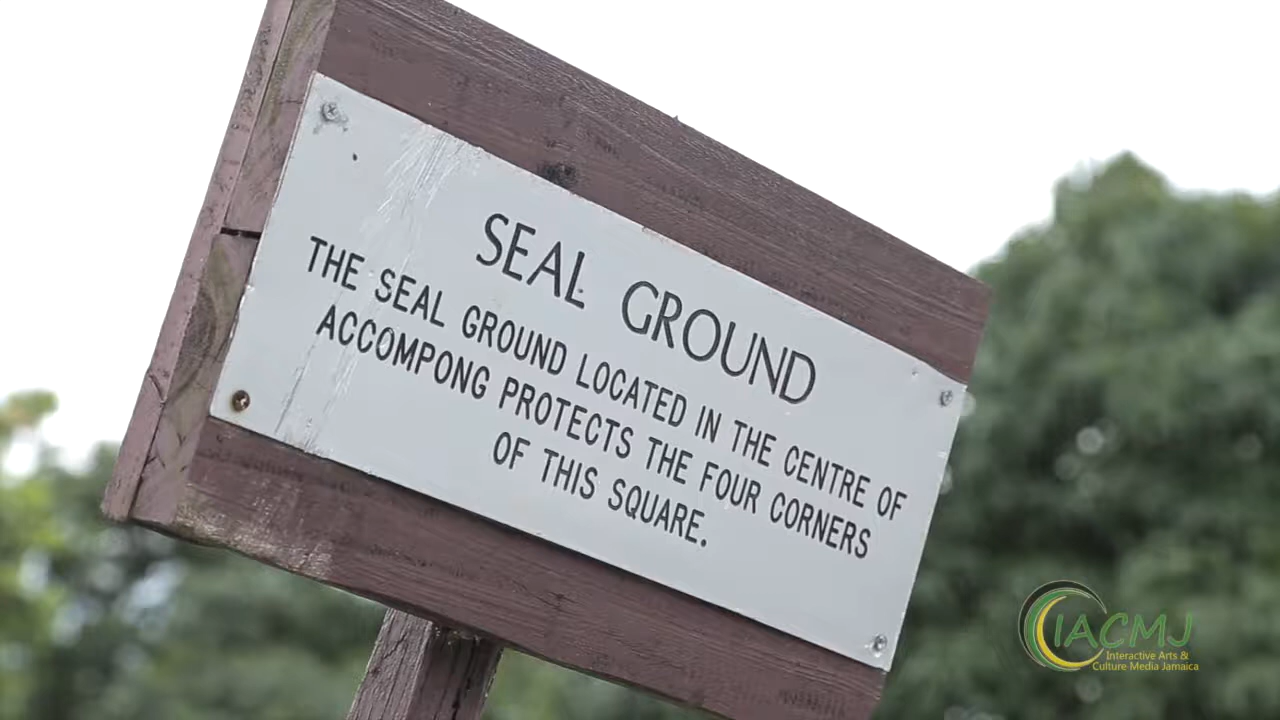 SEAL GROUND
THE SEAL GROUND LOCATED IN THE CENTRE OF
ACCOMPONG PROTECTS THE FOUR CORNERS
OF THIS SQUARE.
IACMJ
Interactive Arts &
Culture Media Jamaica